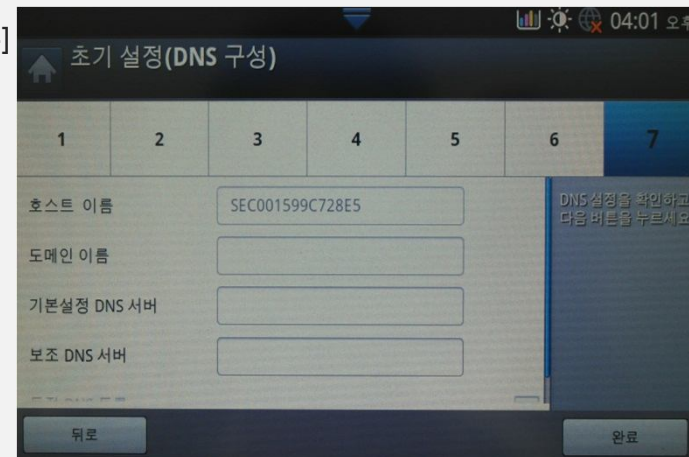 ]
04:01 오후
초기 설정(DNS 구성)
1 2 3 4 5 6 7
호스트 이름 SEC001599C728E5
DNS 설정을 확인하고
다음 버튼을 누르세요
도메인 이름
기본설정 DNS 서버
보조 DNS 서버
뒤로 완료